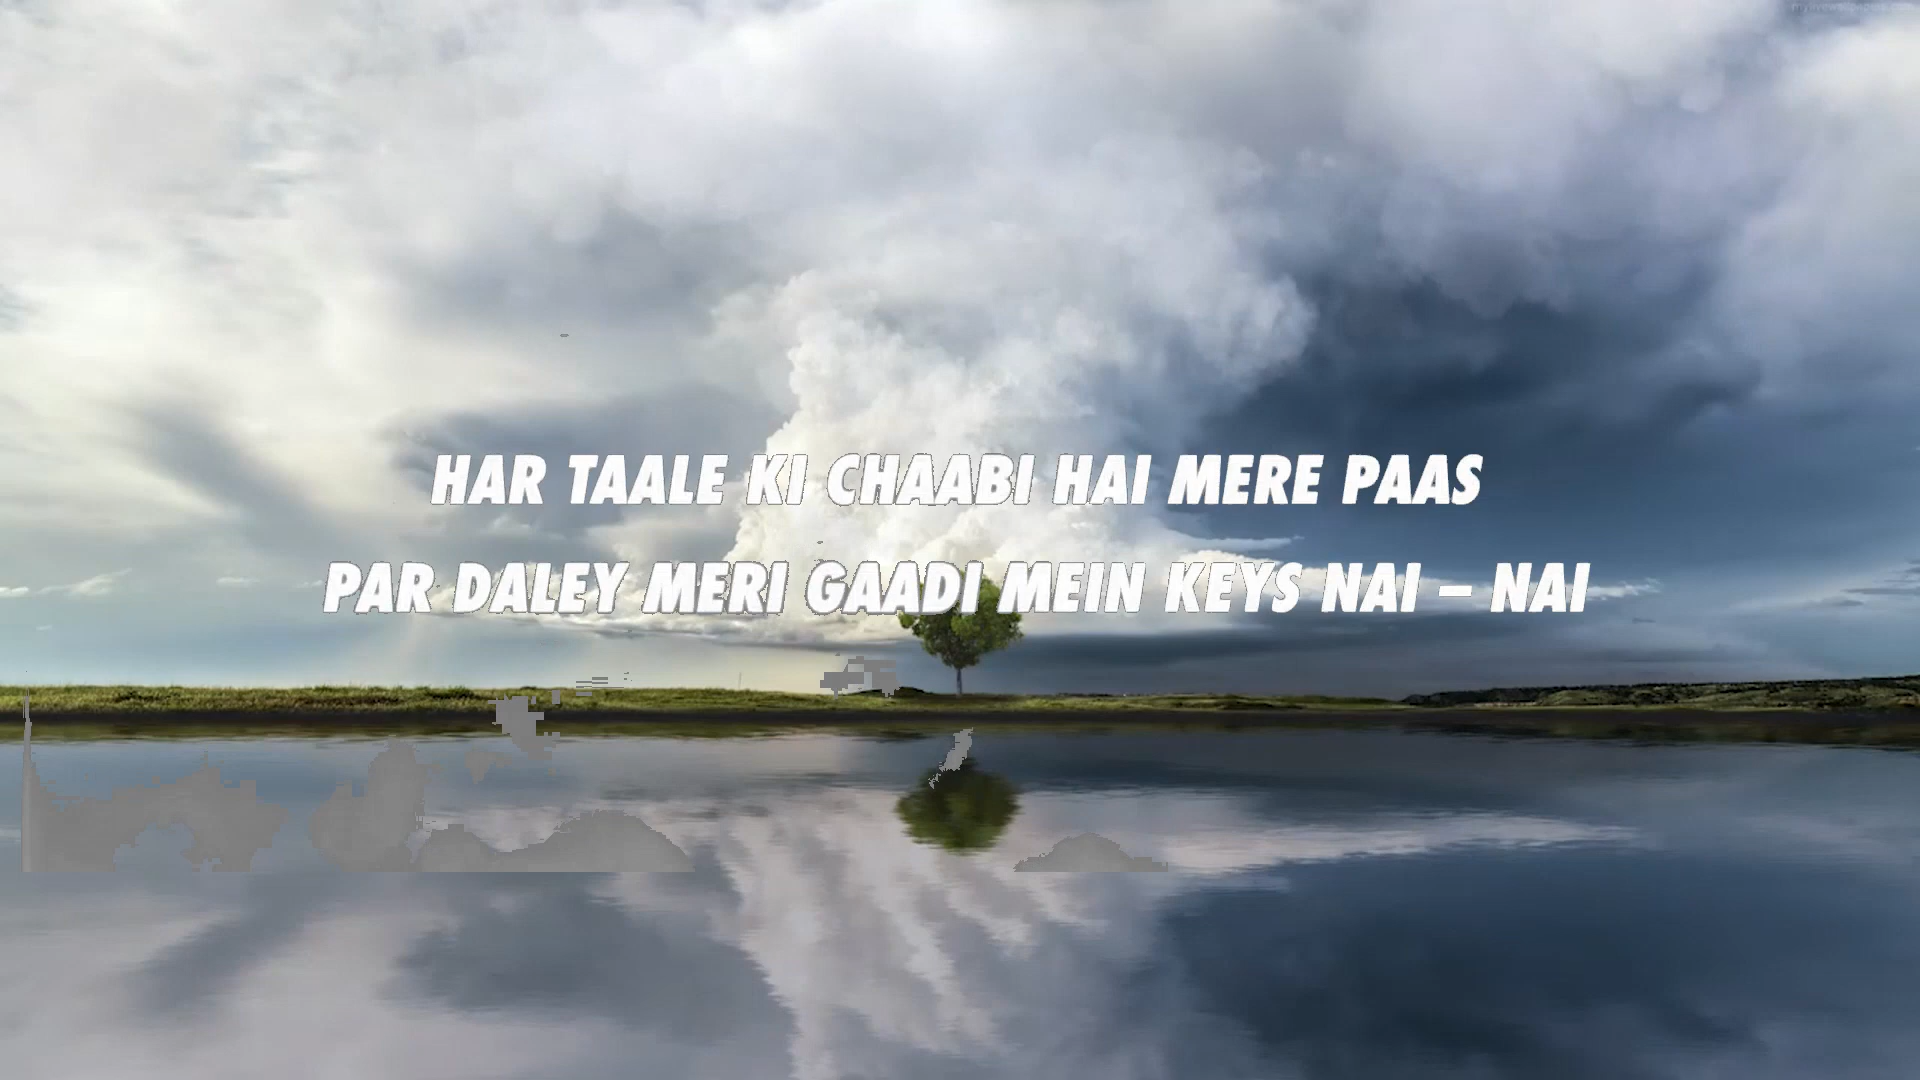 HAR TAALE KI CHAABI HAI MERE PAAS
PAR DALEY MERI GAADI MEIN KEYS NAI – NAI